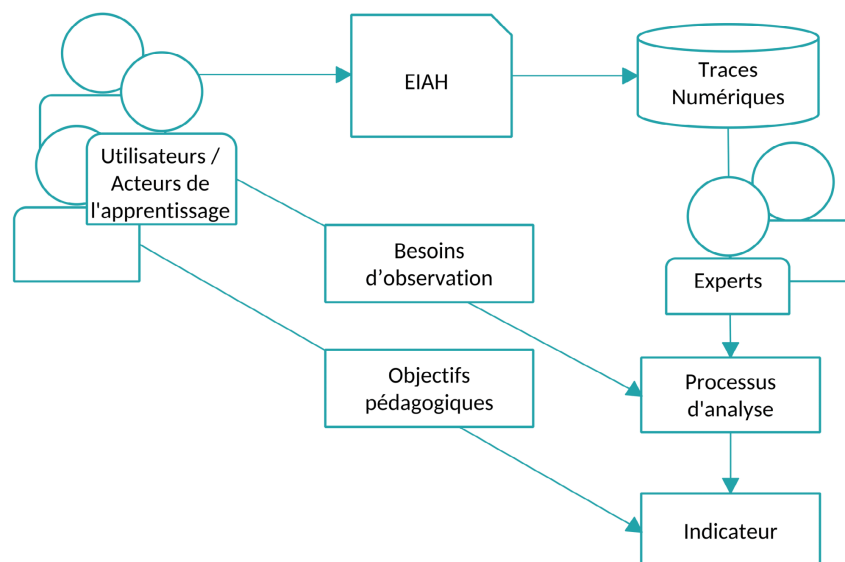 EIAH
Traces
Numériques
Utilisateurs /
Acteurs de
l'apprentissage
Besoins
d’observation
Experts
Objectifs
pédagogiques
Processus
d'analyse
Indicateur